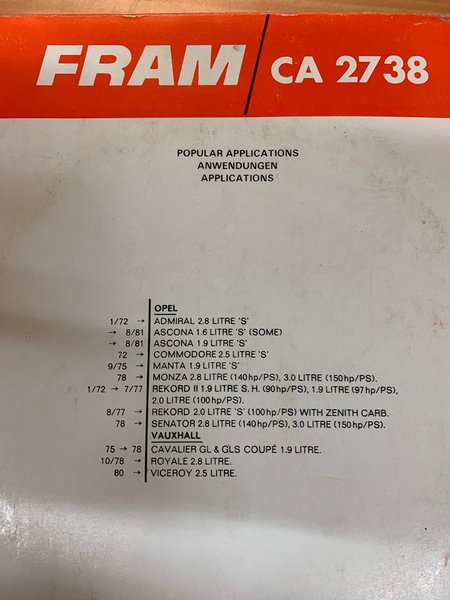 FRAM / CA 2738
POPULAR APPLICATIONS
ANWENDUNGEN
APPLICATIONS
OPEL
1/72 → ADMIRAL 2.8 LITRE 'S'
→ 8/81 ASCONA 1.6 LITRE 'S' (SOME)
→ 8/81 ASCONA 1.9 LITRE 'S'
72 → COMMODORE 2.5 LITRE 'S'
9/75 → MANTA 1.9 LITRE 'S'
78 → MONZA 2.8 LITRE (140hp/PS), 3.0 LITRE (150hp/PS).
1/72 → 7/77 REKORD II 1.9 LITRE S.H. (90hp/PS), 1.9 LITRE (97hp/PS),
2.0 LITRE (100hp/PS).
8/77 → REKORD 2.0 LITRE 'S' (100hp/PS) WITH ZENITH CARB.
78 → SENATOR 2.8 LITRE (140hp/PS), 3.0 LITRE (150hp/PS).
VAUXHALL
75 → 78 CAVALIER GL & GLS COUPÉ 1.9 LITRE.
10/78 → ROYALE 2.8 LITRE.
80 → VICEROY 2.5 LITRE.